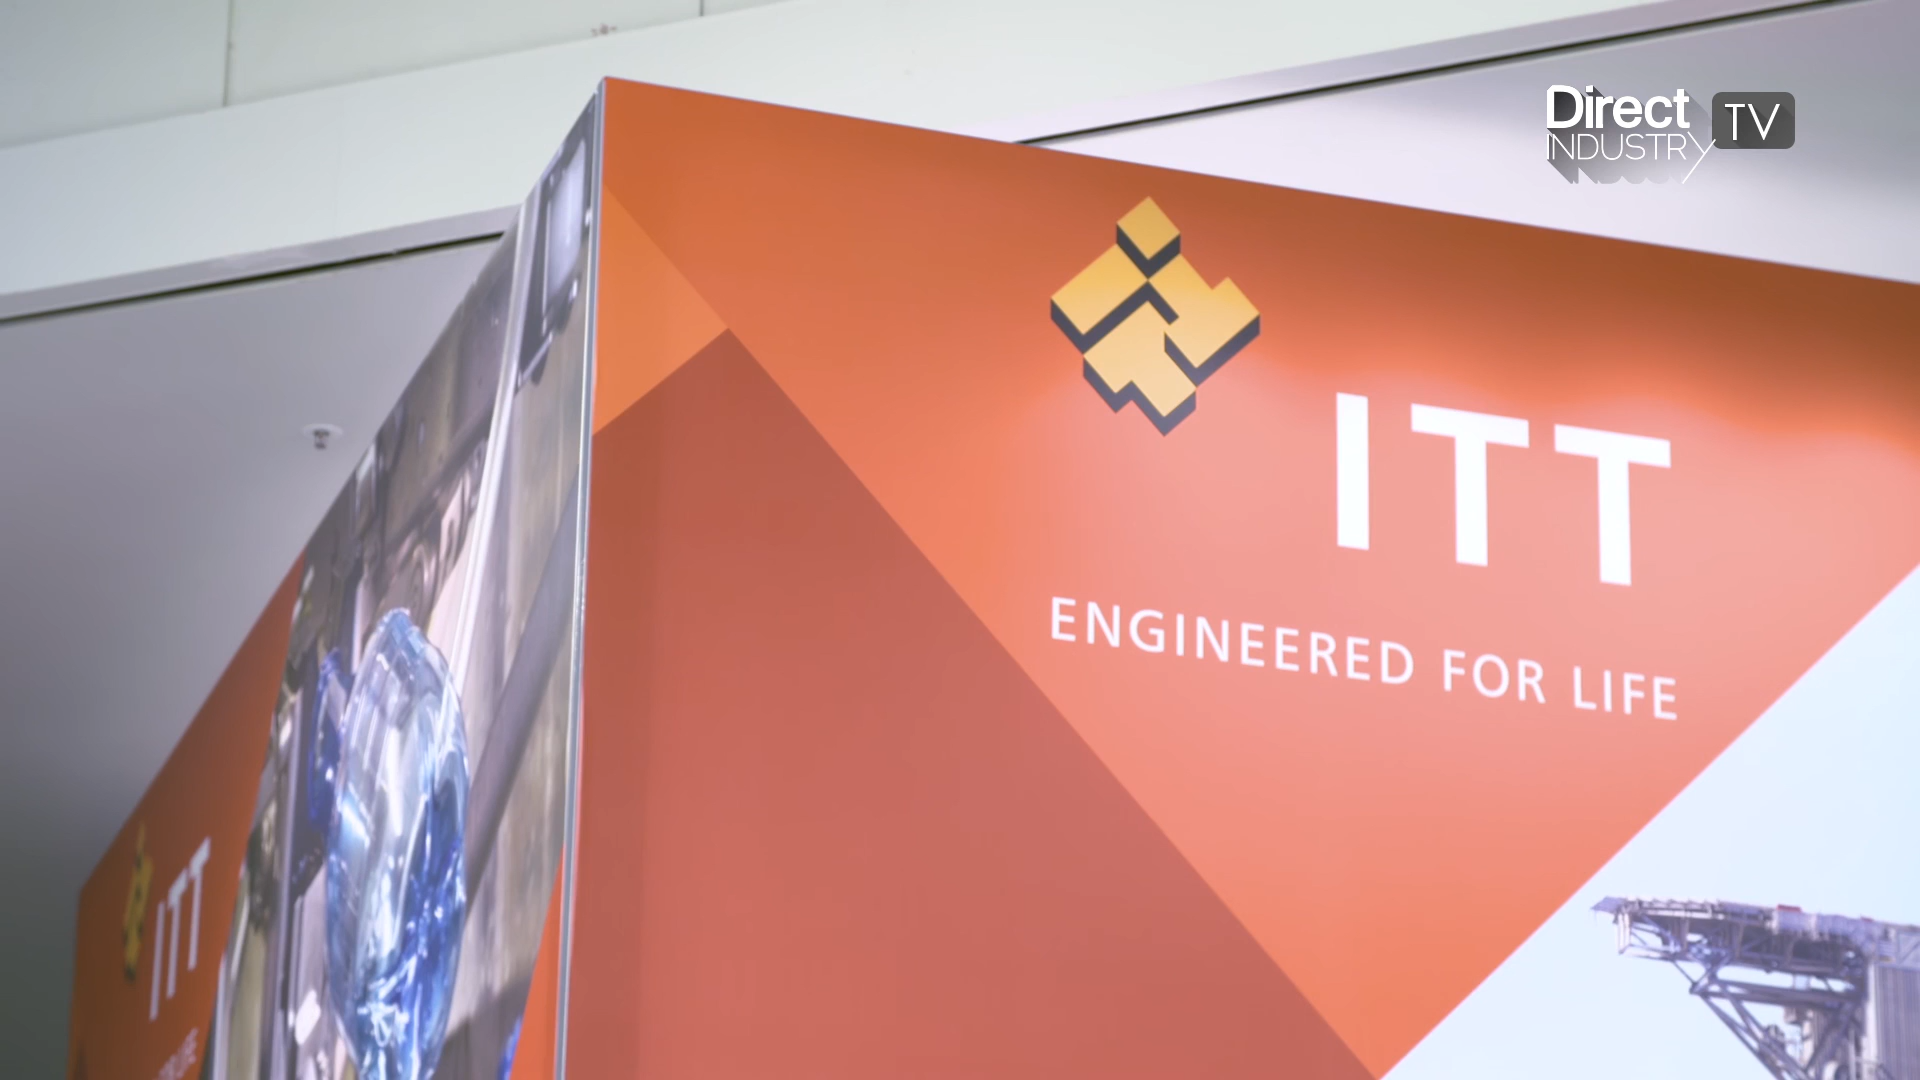 Direct
INDUSTRY
TV
ITT
ENGINEERED FOR LIFE
ITT